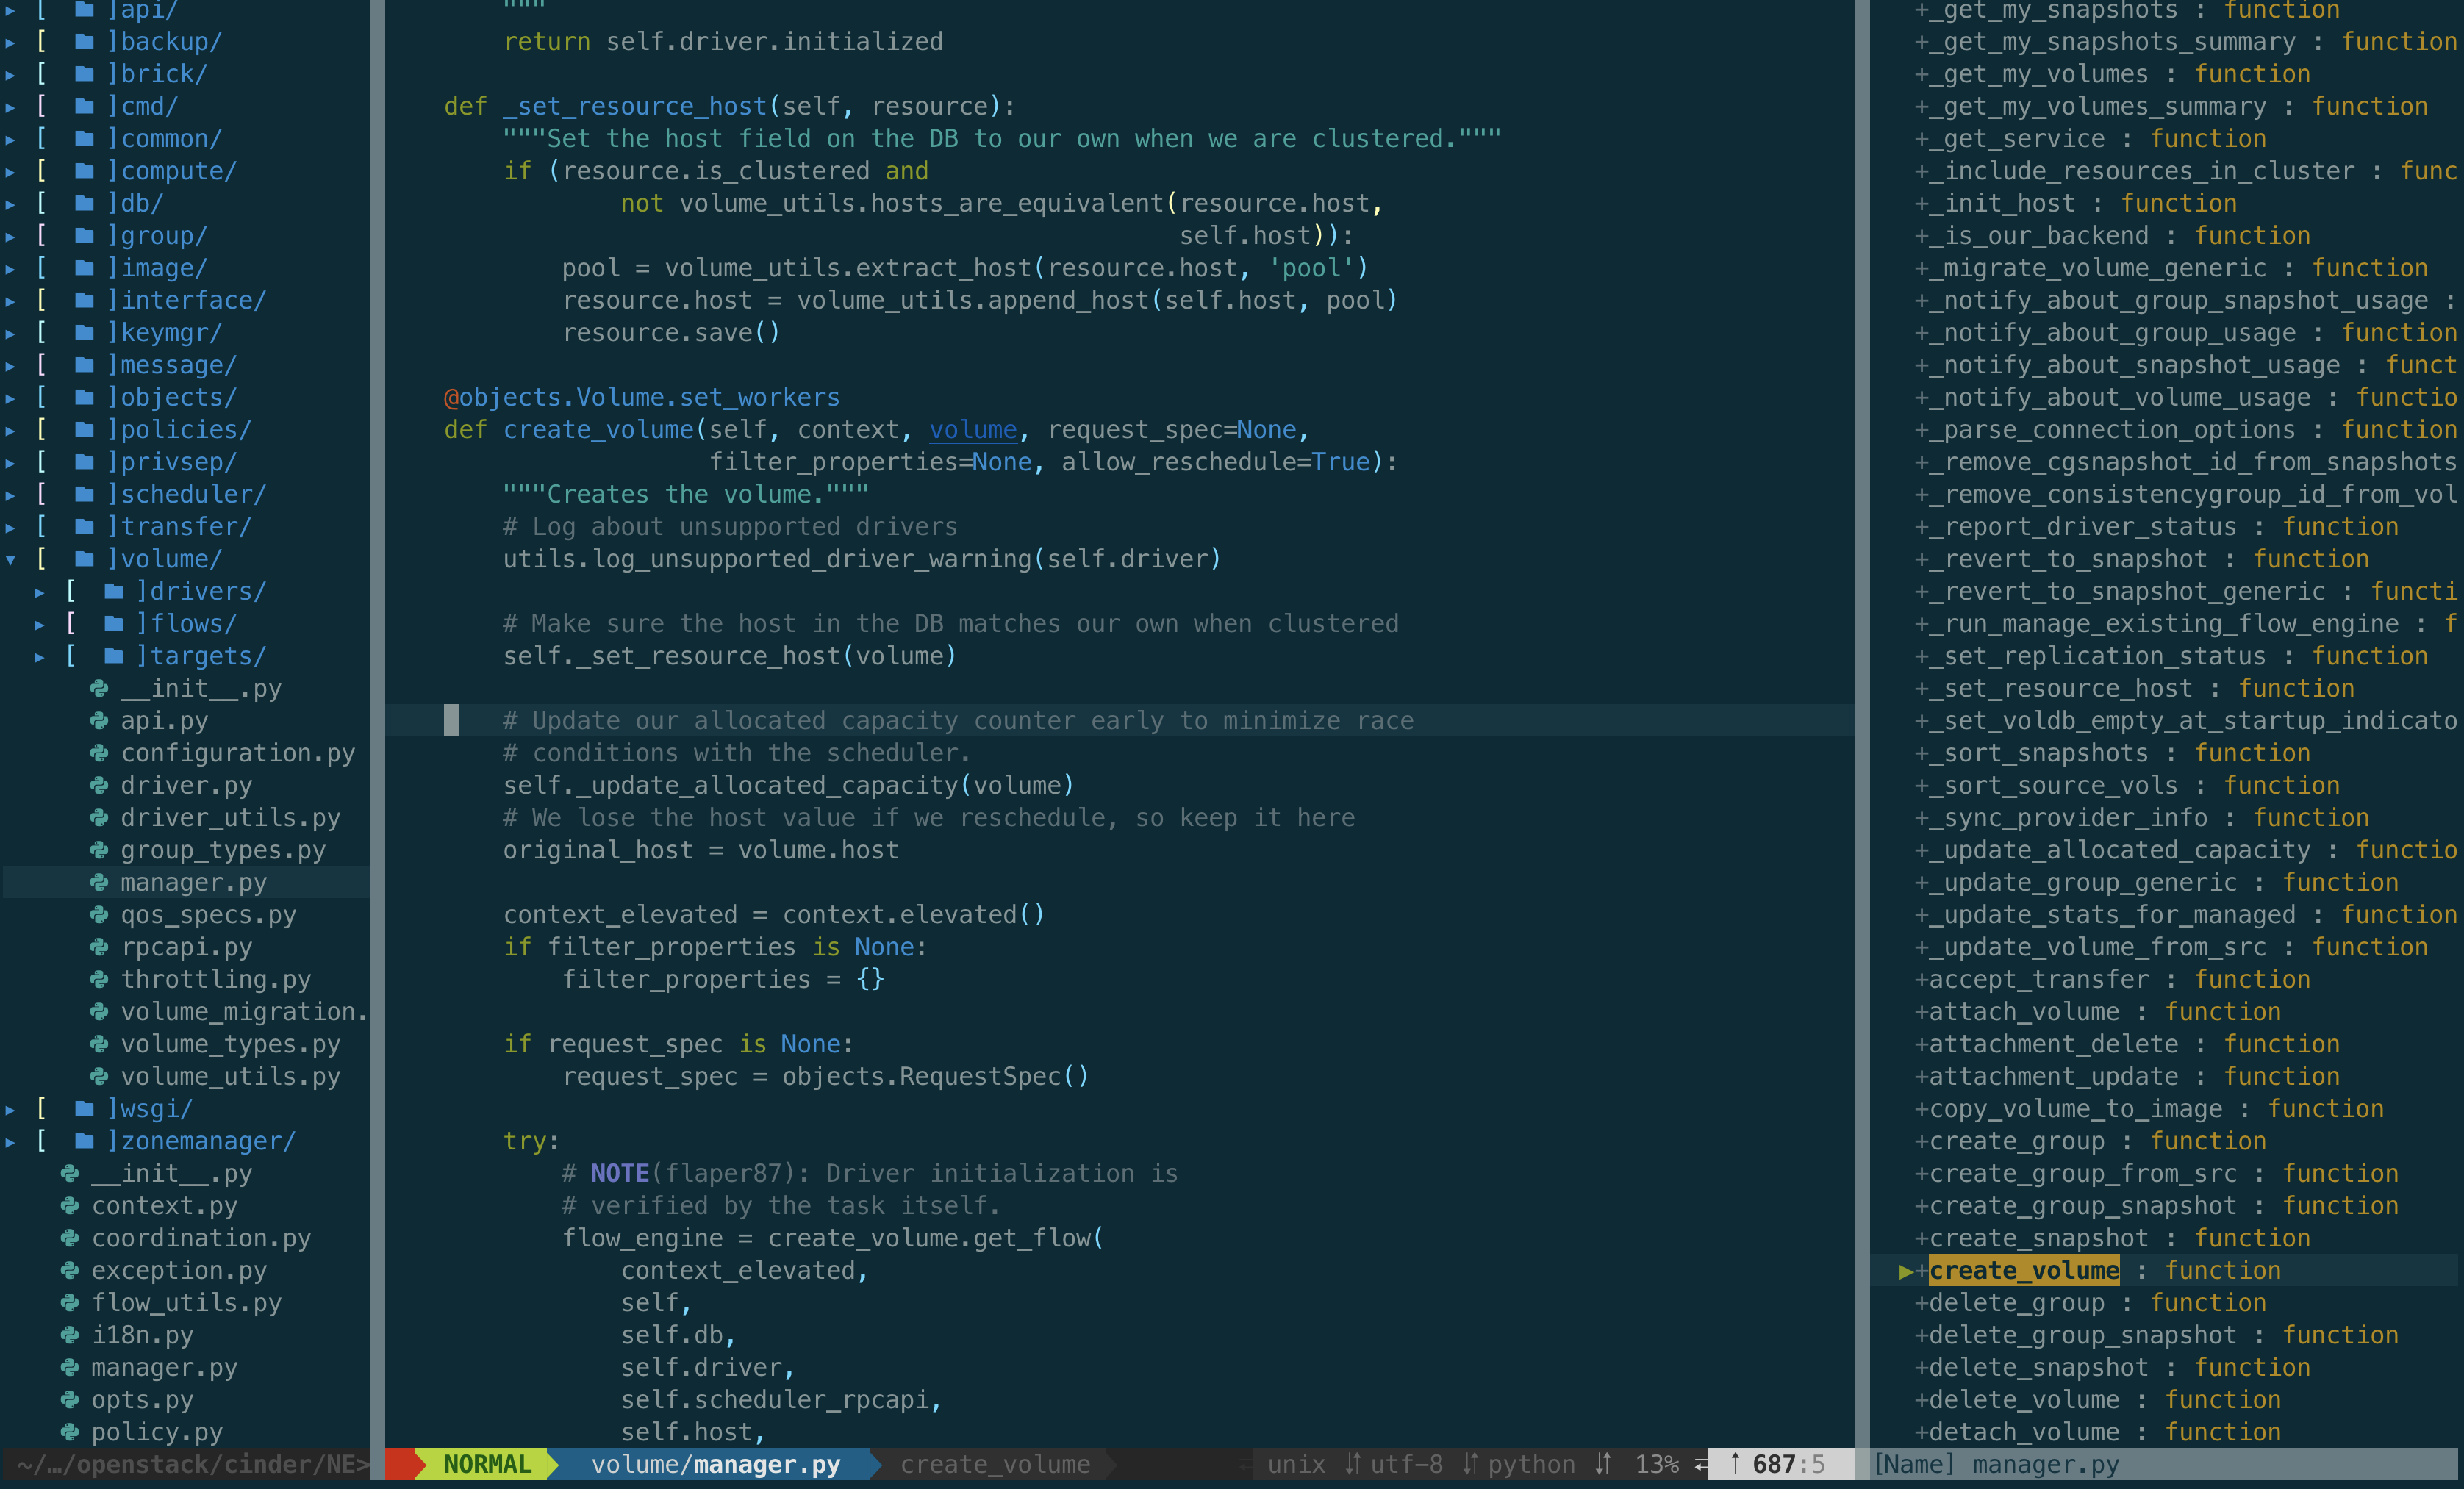 ▸ [ ]api/
▸ [ ]backup/
▸ [ ]brick/
▸ [ ]cmd/
▸ [ ]common/
▸ [ ]compute/
▸ [ ]db/
▸ [ ]group/
▸ [ ]image/
▸ [ ]interface/
▸ [ ]keymgr/
▸ [ ]message/
▸ [ ]objects/
▸ [ ]policies/
▸ [ ]privsep/
▸ [ ]scheduler/
▸ [ ]transfer/
▾ [ ]volume/
▸ [ ]drivers/
▸ [ ]flows/
▸ [ ]targets/
__init__.py
api.py
configuration.py
driver.py
driver_utils.py
group_types.py
manager.py
qos_specs.py
rpcapi.py
throttling.py
volume_migration.
volume_types.py
volume_utils.py
▸ [ ]wsgi/
▸ [ ]zonemanager/
__init__.py
context.py
coordination.py
exception.py
flow_utils.py
i18n.py
manager.py
opts.py
policy.py
~/…/openstack/cinder/NE>
"""
return self.driver.initialized
def _set_resource_host(self, resource):
"""Set the host field on the DB to our own when we are clustered."""
if (resource.is_clustered and
not volume_utils.hosts_are_equivalent(resource.host,
self.host)):
pool = volume_utils.extract_host(resource.host, 'pool')
resource.host = volume_utils.append_host(self.host, pool)
resource.save()
@objects.Volume.set_workers
def create_volume(self, context, volume, request_spec=None,
filter_properties=None, allow_reschedule=True):
"""Creates the volume."""
# Log about unsupported drivers
utils.log_unsupported_driver_warning(self.driver)
# Make sure the host in the DB matches our own when clustered
self._set_resource_host(volume)
# Update our allocated capacity counter early to minimize race
# conditions with the scheduler.
self._update_allocated_capacity(volume)
# We lose the host value if we reschedule, so keep it here
original_host = volume.host
context_elevated = context.elevated()
if filter_properties is None:
filter_properties = {}
if request_spec is None:
request_spec = objects.RequestSpec()
try:
# NOTE(flaper87): Driver initialization is
# verified by the task itself.
flow_engine = create_volume.get_flow(
context_elevated,
self,
self.db,
self.driver,
self.scheduler_rpcapi,
self.host,
NORMAL volume/manager.py create_volume unix utf-8 python 13% 687:5
+_get_my_snapshots : function
+_get_my_snapshots_summary : function
+_get_my_volumes : function
+_get_my_volumes_summary : function
+_get_service : function
+_include_resources_in_cluster : func
+_init_host : function
+_is_our_backend : function
+_migrate_volume_generic : function
+_notify_about_group_snapshot_usage :
+_notify_about_group_usage : function
+_notify_about_snapshot_usage : funct
+_notify_about_volume_usage : functio
+_parse_connection_options : function
+_remove_cgsnapshot_id_from_snapshots
+_remove_consistencygroup_id_from_vol
+_report_driver_status : function
+_revert_to_snapshot : function
+_revert_to_snapshot_generic : functi
+_run_manage_existing_flow_engine : f
+_set_replication_status : function
+_set_resource_host : function
+_set_voldb_empty_at_startup_indicato
+_sort_snapshots : function
+_sort_source_vols : function
+_sync_provider_info : function
+_update_allocated_capacity : functio
+_update_group_generic : function
+_update_stats_for_managed : function
+_update_volume_from_src : function
+accept_transfer : function
+attach_volume : function
+attachment_delete : function
+attachment_update : function
+copy_volume_to_image : function
+create_group : function
+create_group_from_src : function
+create_group_snapshot : function
+create_snapshot : function
▶+create_volume : function
+delete_group : function
+delete_group_snapshot : function
+delete_snapshot : function
+delete_volume : function
+detach_volume : function
[Name] manager.py